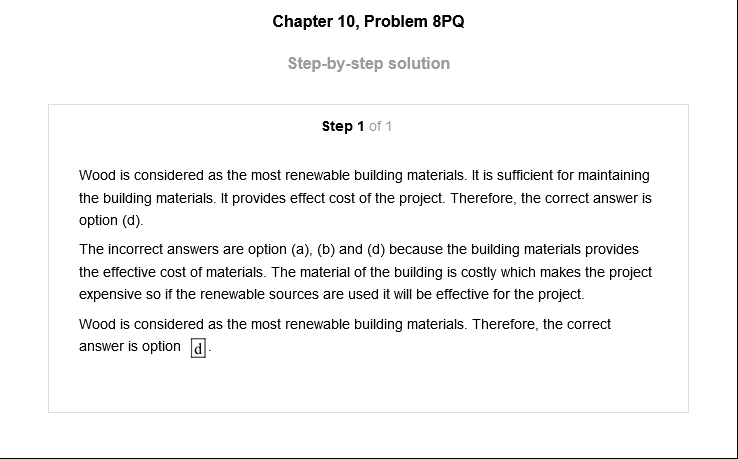 Chapter 10, Problem 8PQ
Step-by-step solution
Step 1 of 1
Wood is considered as the most renewable building materials. It is sufficient for maintaining
the building materials. It provides effect cost of the project. Therefore, the correct answer is
option (d).
The incorrect answers are option (a), (b) and (d) because the building materials provides
the effective cost of materials. The material of the building is costly which makes the project
expensive so if the renewable sources are used it will be effective for the project.
Wood is considered as the most renewable building materials. Therefore, the correct
answer is option d.